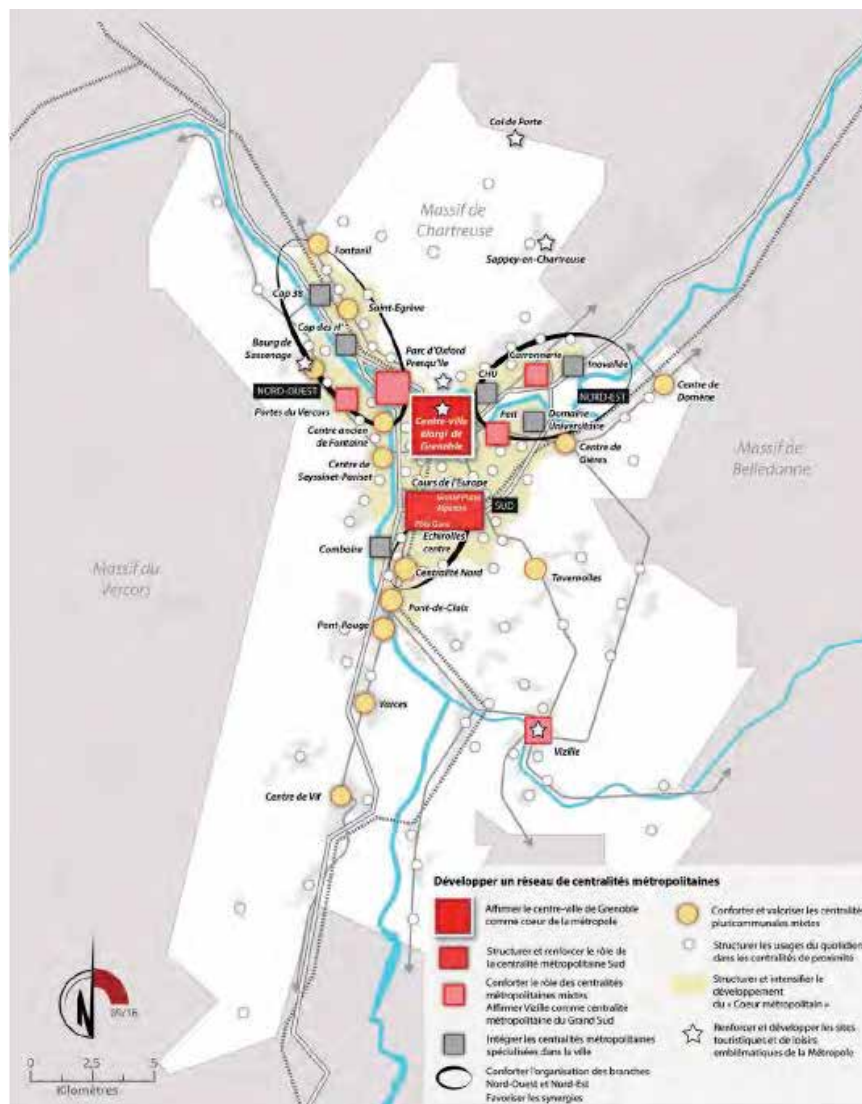 Col de Porte
Massif de
Chartreuse
Sappey-en-Chartreuse
Fontanil
Cap 38
Saint-Egrève
Bourg de
Sassenage
Parc d'Oxford
Presqu'île
NORD-OUEST
Portes du Vercors
CHU
Carronnerie
Inovallée
NORD-EST
Centre de
Domène
Centre-ville
élargi de
Grenoble
Domaine
Universitaire
Centre ancien
de Fontaine
Centre de
Gières
Centre de
Seyssinet-Pariset
Massif de
Belledonne
Cours de l'Europe
Grand'Place
Alpexpo
SUD
Pôle Gare
Echirolles
centre
Comboire
Massif du
Vercors
Centralité Nord
Tavernolles
Pont-de-Claix
Pont-Rouge
Varces
Vizille
Centre de Vif
Développer un réseau de centralités métropolitaines
Affirmer le centre-ville de Grenoble
comme coeur de la métropole
Structurer et renforcer le rôle de
la centralité métropolitaine Sud
Conforter le rôle des centralités
métropolitaines mixtes
Affirmer Vizille comme centralité
métropolitaine du Grand Sud
Intégrer les centralités métropolitaines
spécialisées dans la ville
Conforter l'organisation des branches
Nord-Ouest et Nord-Est
Favoriser les synergies
Conforter et valoriser les centralités
pluricommunales mixtes
Structurer les usages du quotidien
dans les centralités de proximité
Structurer et intensifier le
développement
du « Coeur métropolitain »
Renforcer et développer les sites
touristiques et de loisirs
emblématiques de la Métropole
N
0 2,5 5
Kilomètres